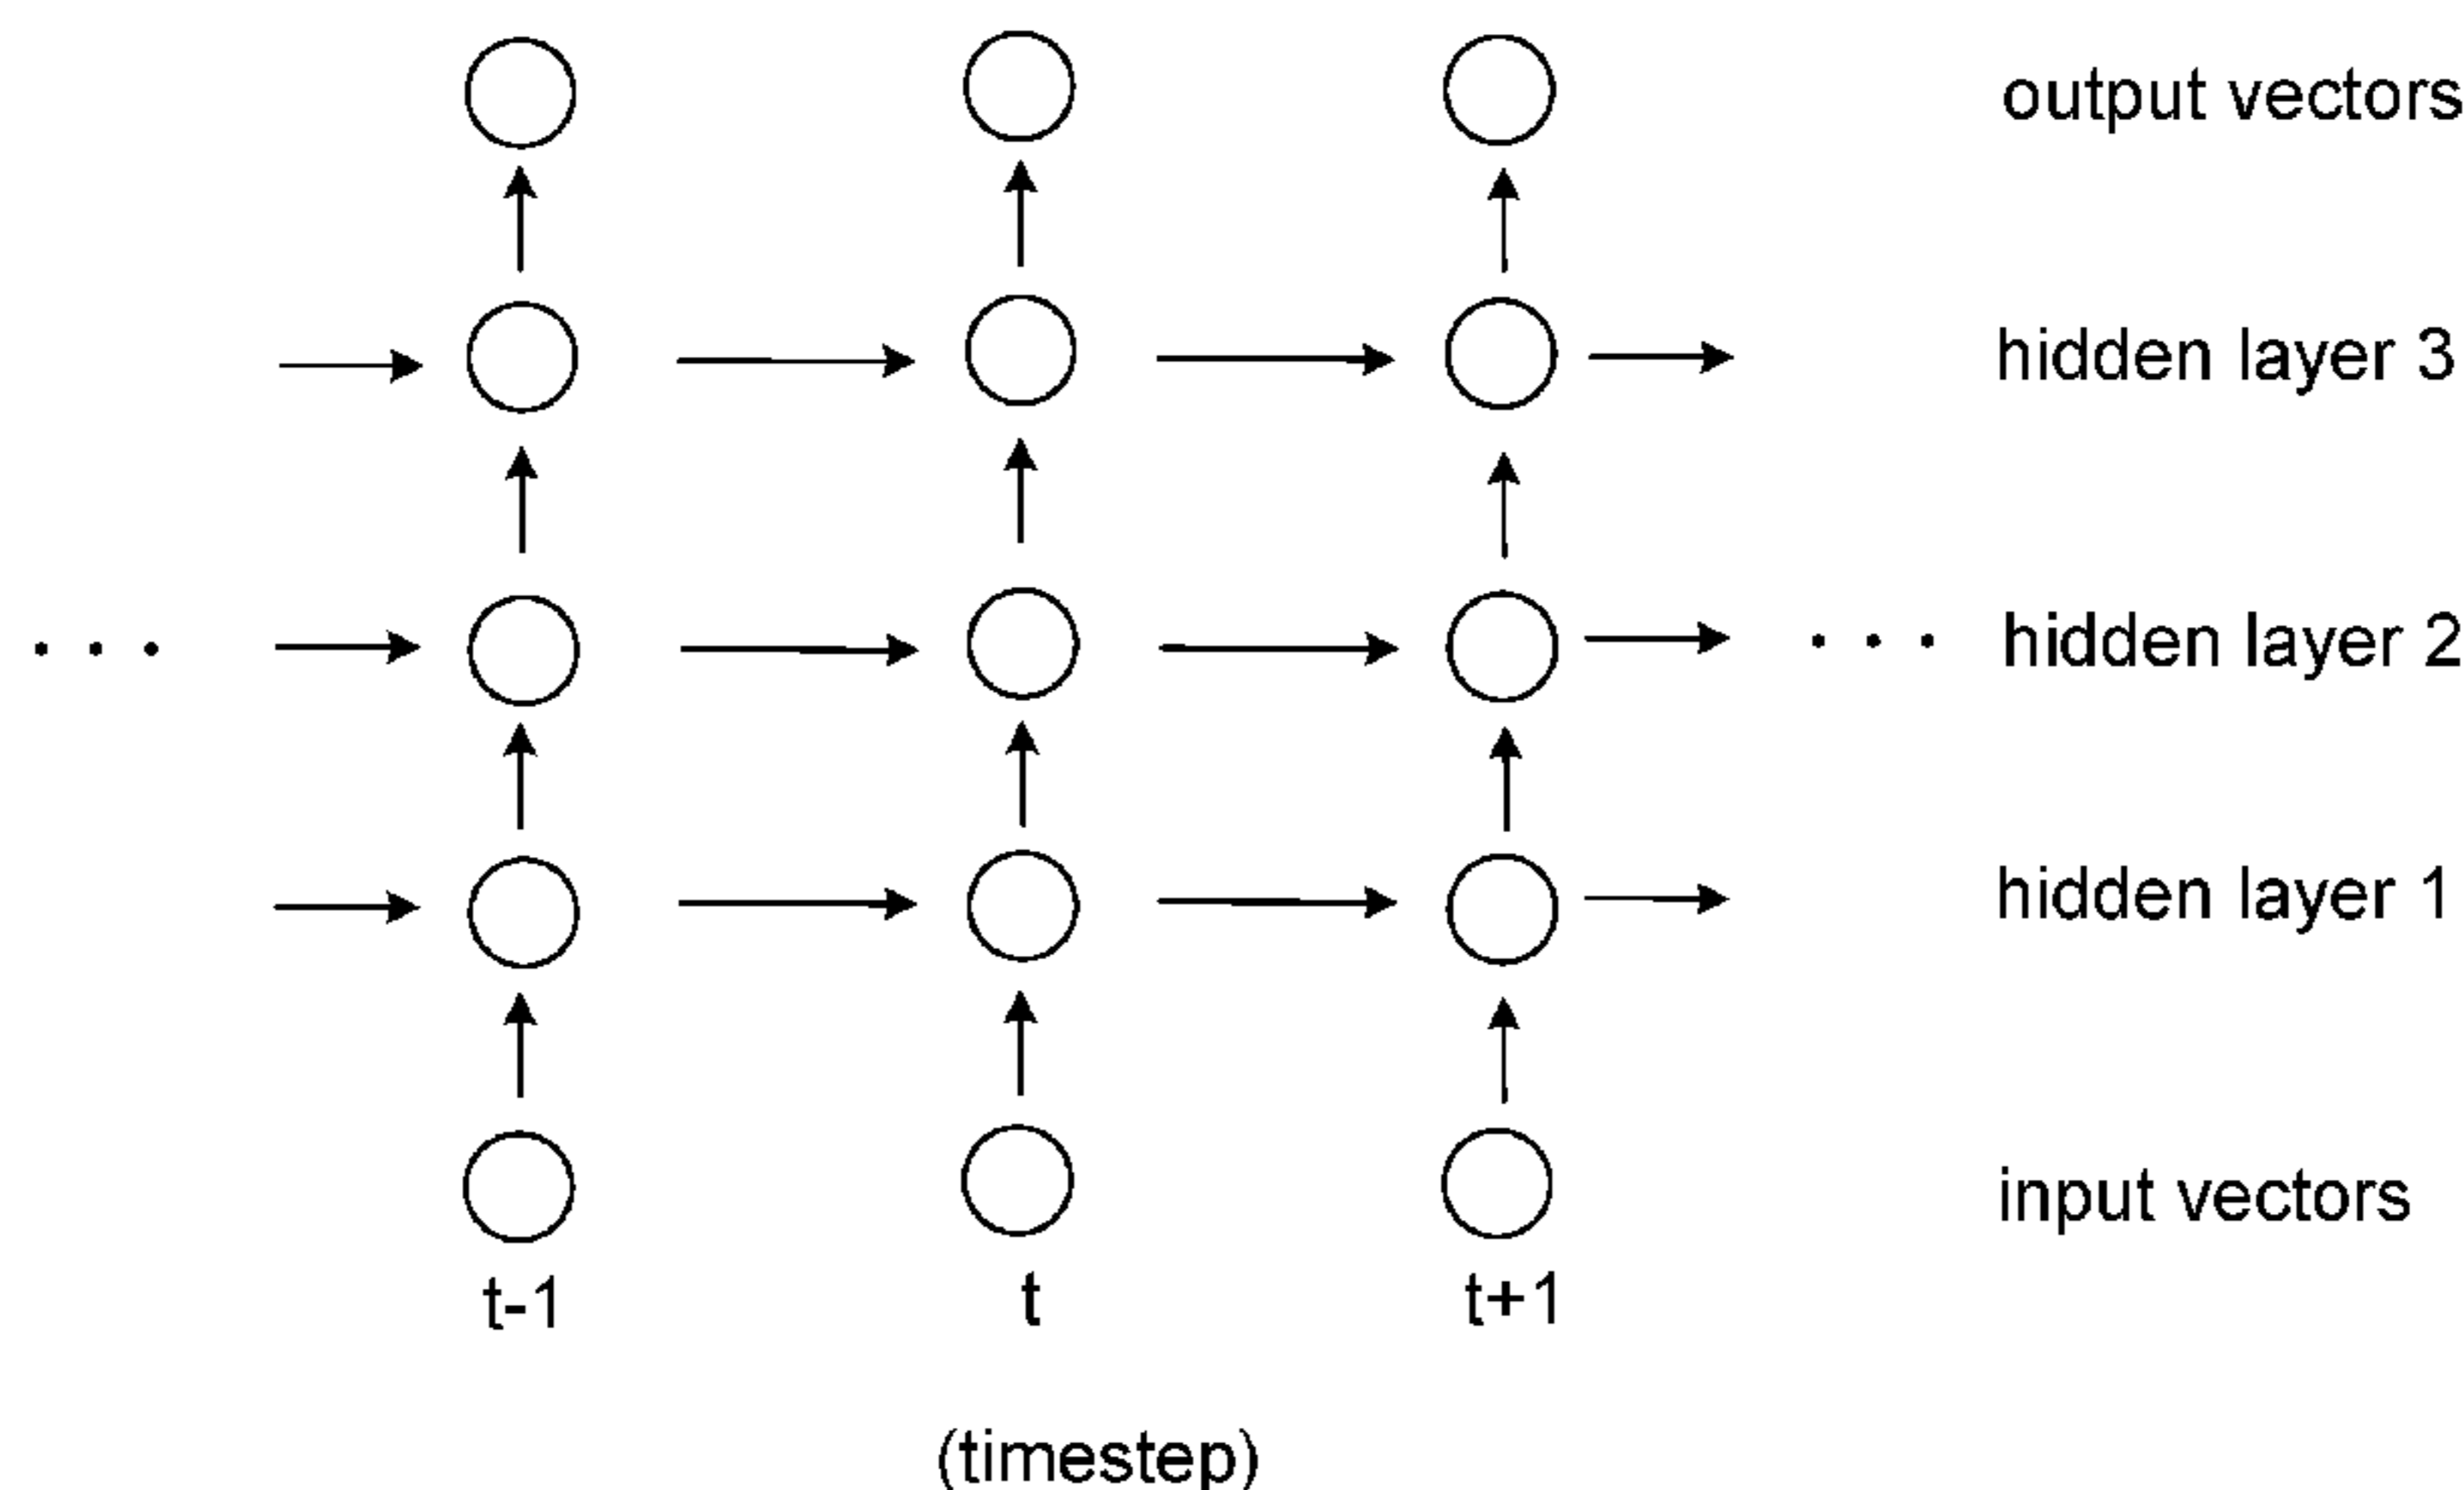 output vectors
hidden layer 3
. . .
. . .
hidden layer 2
hidden layer 1
input vectors
t-1
t
t+1
(timestep)